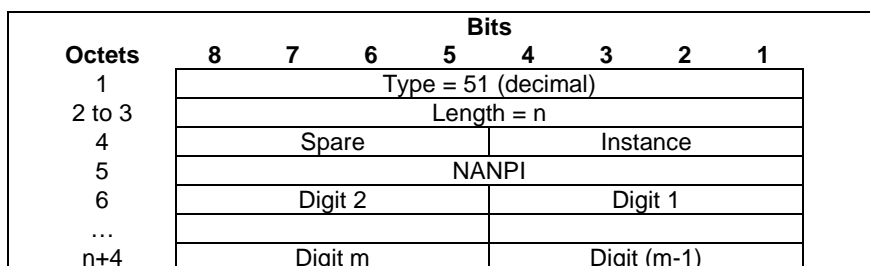 Bits
Octets 8 7 6 5 4 3 2 1
1 Type = 51 (decimal)
2 to 3 Length = n
4 Spare Instance
5 NANPI
6 Digit 2 Digit 1
…
n+4 Digit m Digit (m-1)